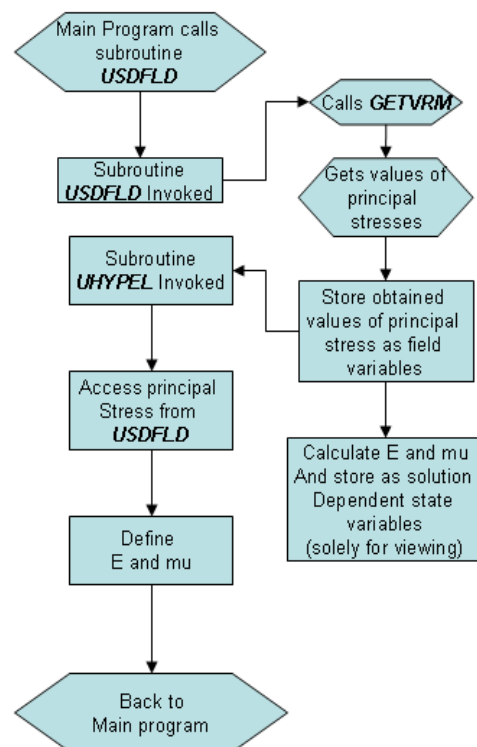 Main Program calls
subroutine
USDFLD
Subroutine
USDFLD Invoked
Calls GETVRM
Gets values of
principal
stresses
Store obtained
values of principal
stress as field
variables
Calculate E and mu
And store as solution
Dependent state
variables
(solely for viewing)
Subroutine
UHYPEL Invoked
Access principal
Stress from
USDFLD
Define
E and mu
Back to
Main program